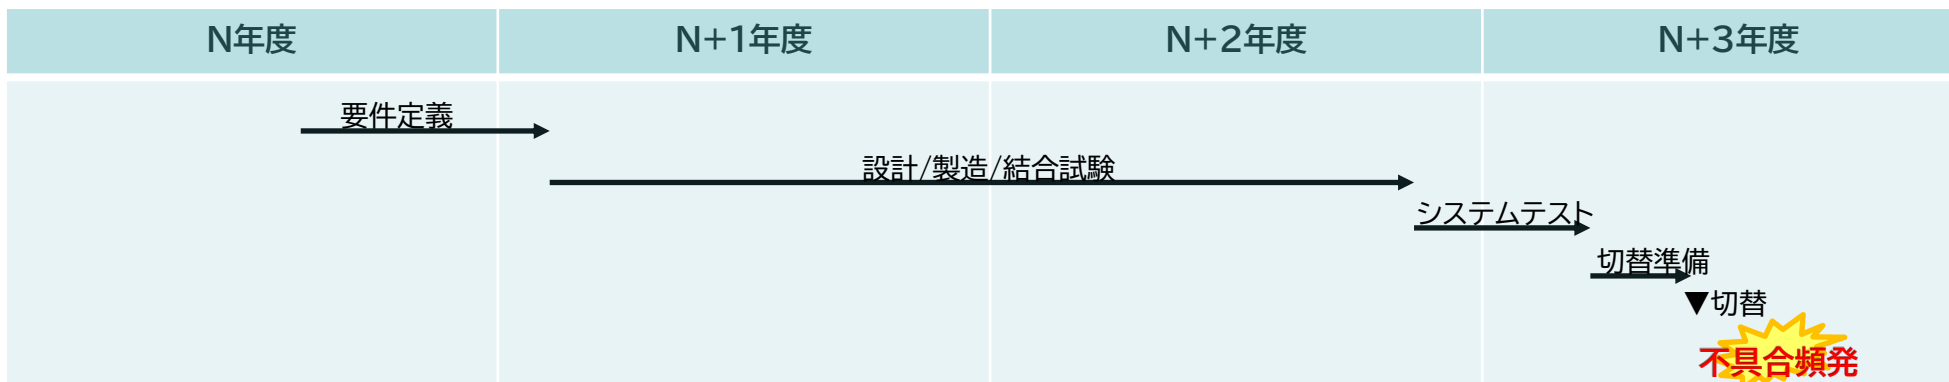 N年度
N+1年度
N+2年度
N+3年度
要件定義
設計/製造/結合試験
システムテスト
切替準備
▼切替
不具合頻発